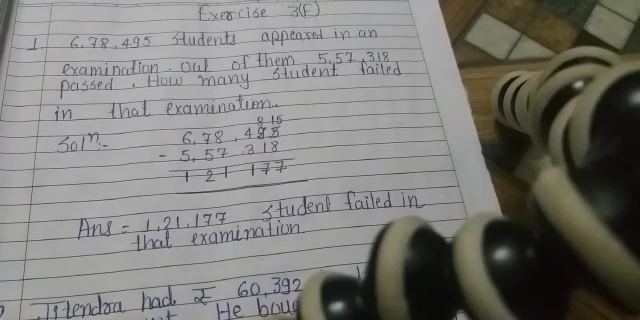 Exercise 3(F)
1. 6,78,495 students appeared in an
examination. out of them 5,57,318
passed. How many student failed
in that examination.
8 15
Solⁿ:- 6,78,495
- 5,57,318
1 21 177
Ans = 1,21,177 student failed in
that examination
Jitendra had ₹ 60,392
He boug